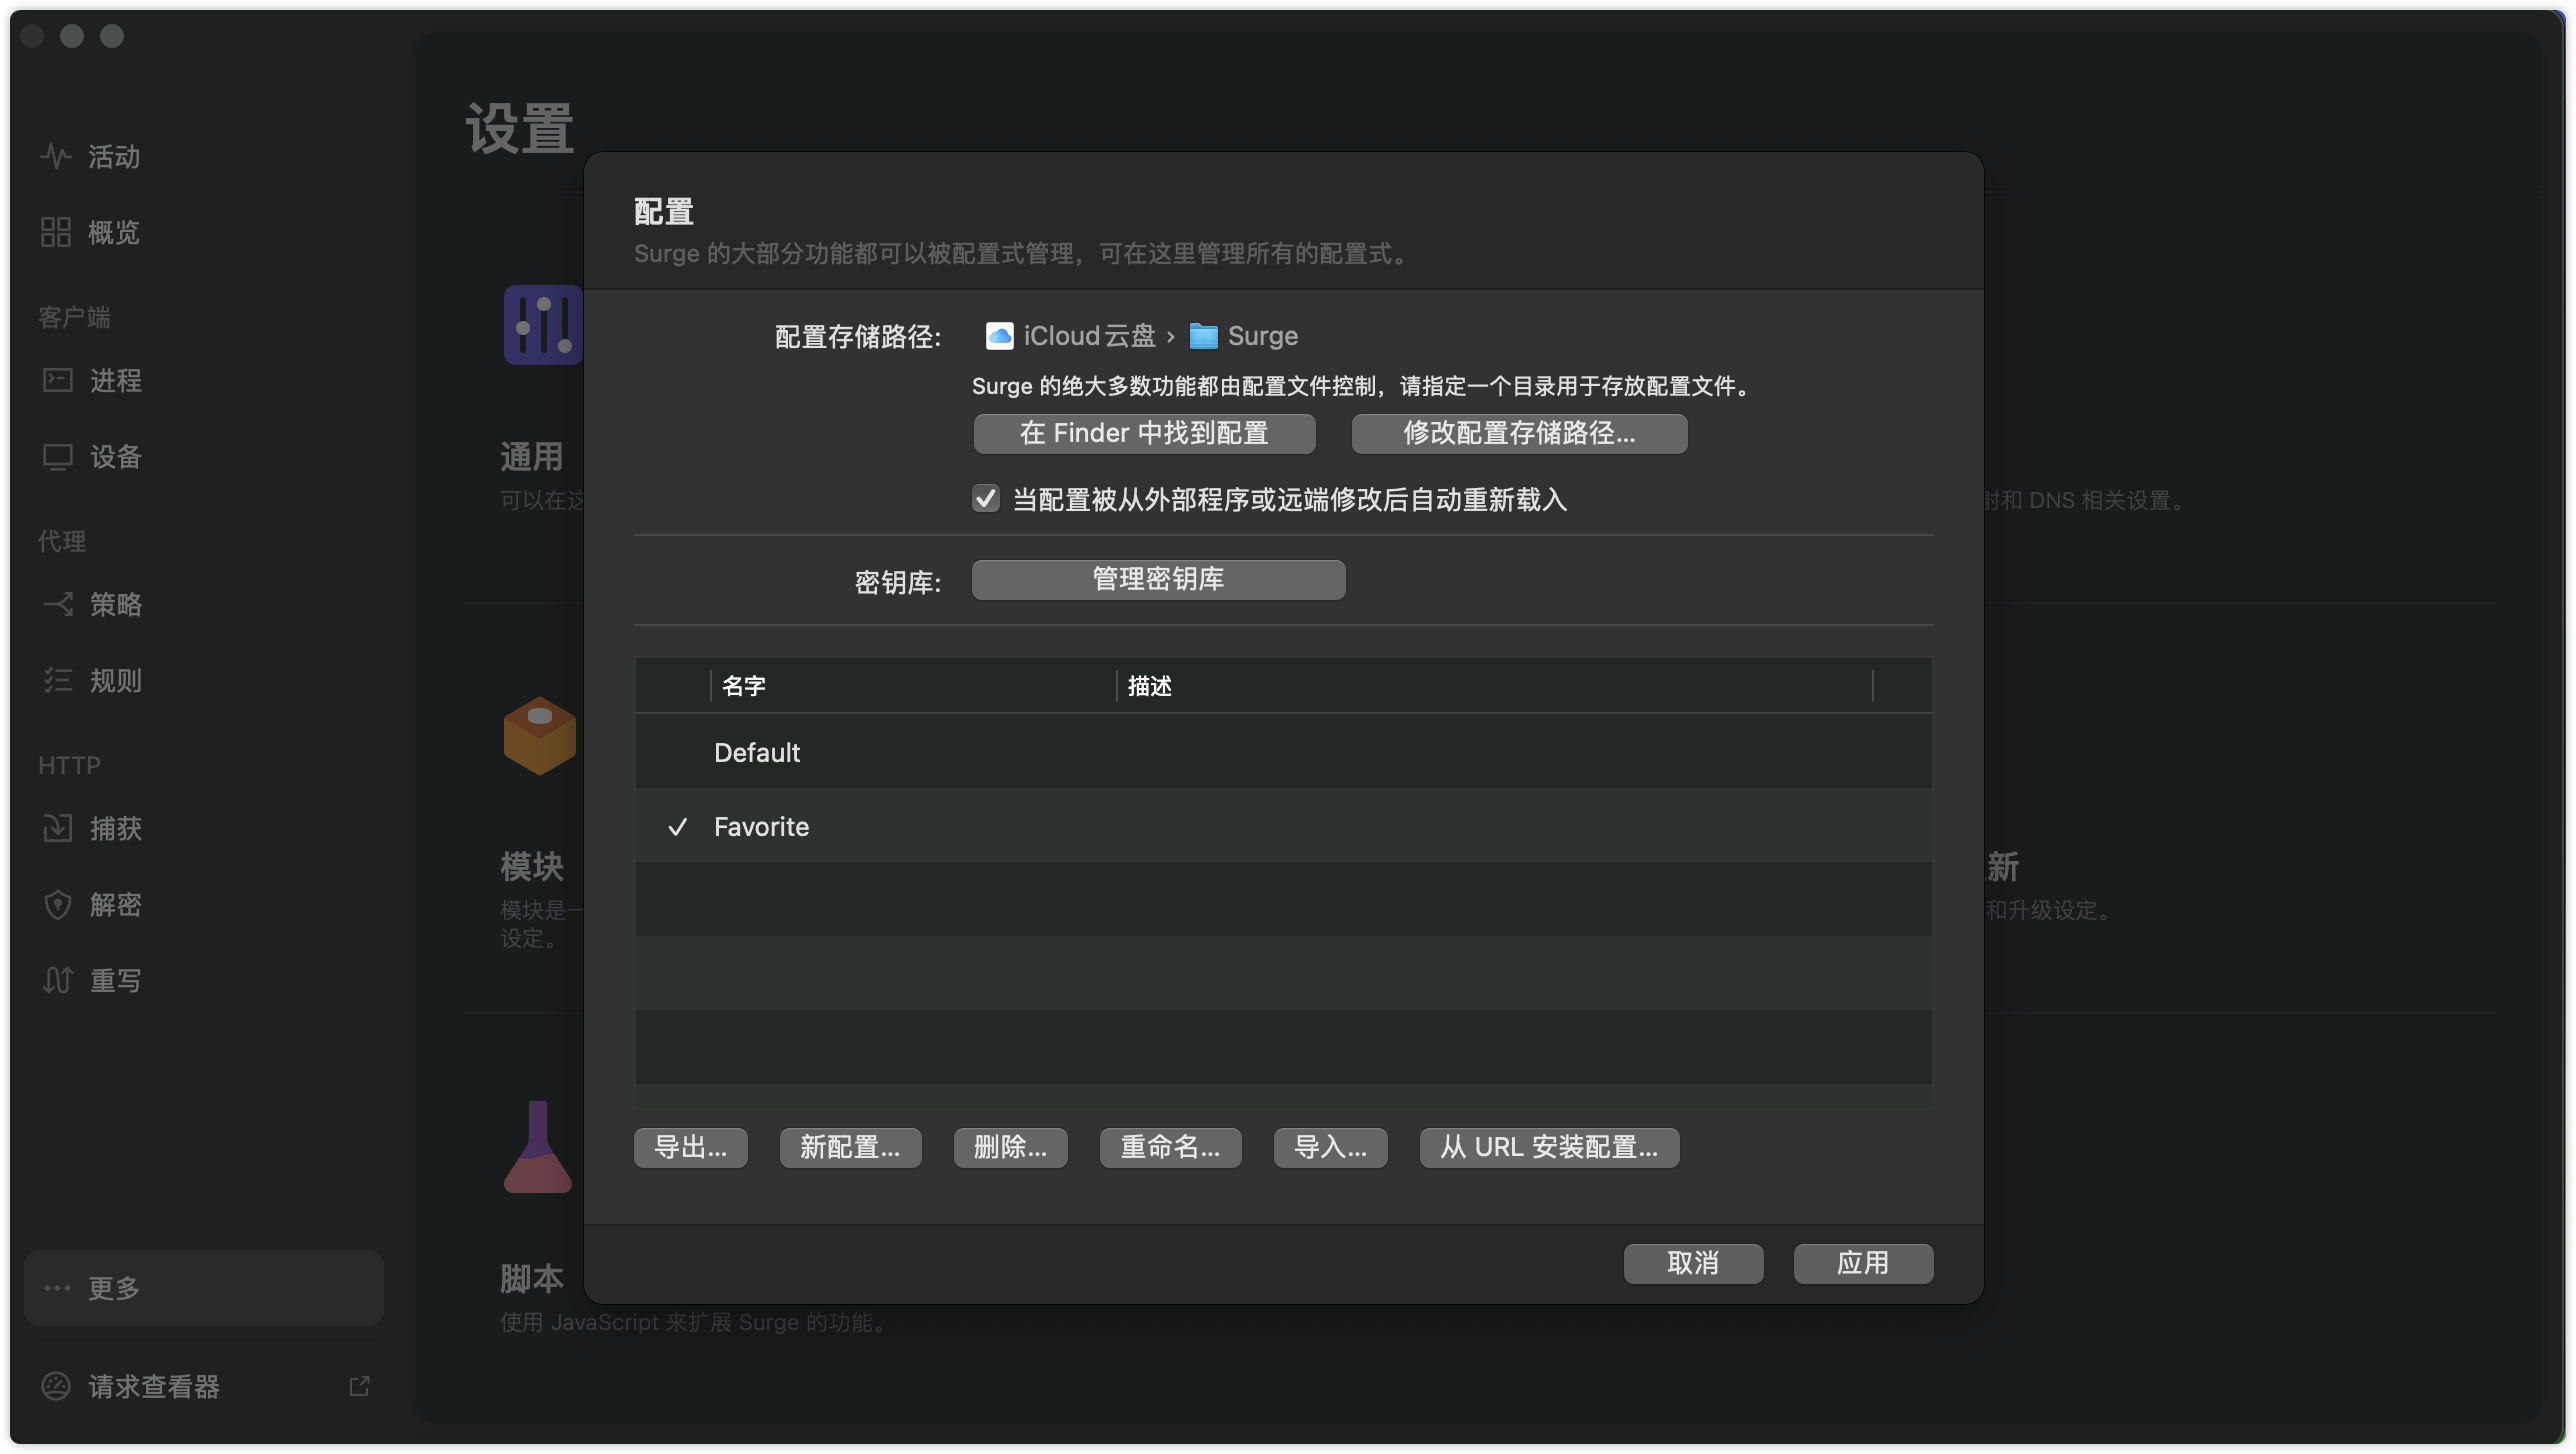 设置
活动
概览
客户端
进程
设备
代理
策略
规则
HTTP
捕获
解密
重写
更多
请求查看器
通用
可以在这
射和 DNS 相关设置。
模块
模块是一
设定。
新
和升级设定。
脚本
使用 JavaScript 来扩展 Surge 的功能。
配置
Surge 的大部分功能都可以被配置式管理，可在这里管理所有的配置式。
配置存储路径:
iCloud云盘 › Surge
Surge 的绝大多数功能都由配置文件控制，请指定一个目录用于存放配置文件。
在 Finder 中找到配置
修改配置存储路径...
当配置被从外部程序或远端修改后自动重新载入
密钥库:
管理密钥库
名字
描述
Default
Favorite
导出...
新配置...
删除...
重命名...
导入...
从 URL 安装配置...
取消
应用